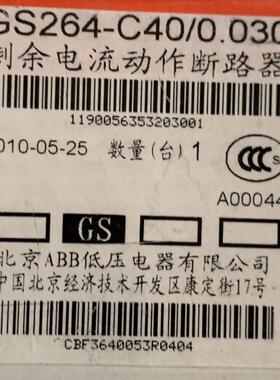 GS264-C40/0.030
剩余电流动作断路器
1190056353203001
010-05-25 数量(台) 1
CCC S
A00044
GS
北京ABB低压电器有限公司
中国北京经济技术开发区康定街17号
CBF3640053R0404